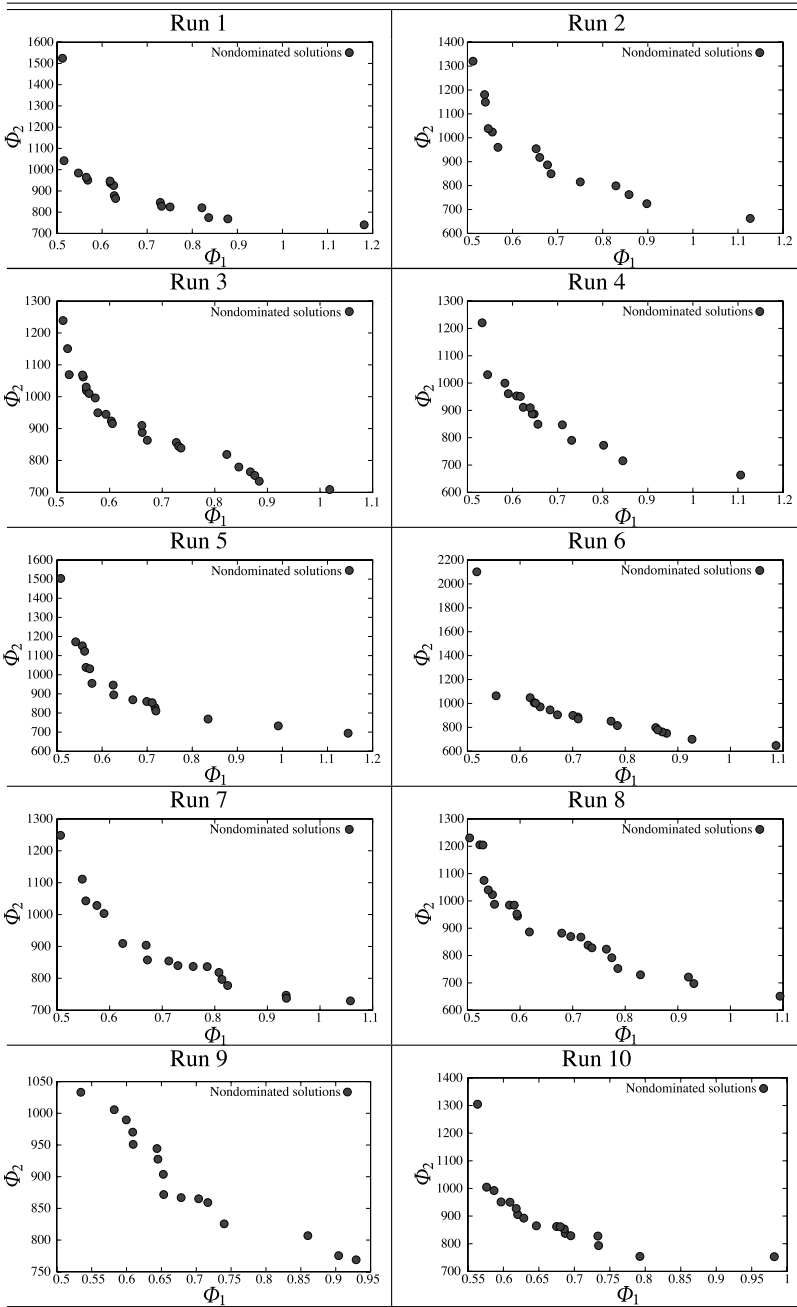 Run 1
Nondominated solutions
1600
1500
1400
1300
1200
1100
1000
900
800
700
Φ2
0.5 0.6 0.7 0.8 0.9 1 1.1 1.2
Φ1
Run 2
Nondominated solutions
1400
1300
1200
1100
1000
900
800
700
600
Φ2
0.5 0.6 0.7 0.8 0.9 1 1.1 1.2
Φ1
Run 3
Nondominated solutions
1300
1200
1100
1000
900
800
700
Φ2
0.5 0.6 0.7 0.8 0.9 1 1.1
Φ1
Run 4
Nondominated solutions
1300
1200
1100
1000
900
800
700
600
Φ2
0.5 0.6 0.7 0.8 0.9 1 1.1 1.2
Φ1
Run 5
Nondominated solutions
1600
1500
1400
1300
1200
1100
1000
900
800
700
600
Φ2
0.5 0.6 0.7 0.8 0.9 1 1.1 1.2
Φ1
Run 6
Nondominated solutions
2200
2000
1800
1600
1400
1200
1000
800
600
Φ2
0.5 0.6 0.7 0.8 0.9 1 1.1
Φ1
Run 7
Nondominated solutions
1300
1200
1100
1000
900
800
700
Φ2
0.5 0.6 0.7 0.8 0.9 1 1.1
Φ1
Run 8
Nondominated solutions
1300
1200
1100
1000
900
800
700
600
Φ2
0.5 0.6 0.7 0.8 0.9 1 1.1
Φ1
Run 9
Nondominated solutions
1050
1000
950
900
850
800
750
Φ2
0.5 0.55 0.6 0.65 0.7 0.75 0.8 0.85 0.9 0.95
Φ1
Run 10
Nondominated solutions
1400
1300
1200
1100
1000
900
800
700
Φ2
0.55 0.6 0.65 0.7 0.75 0.8 0.85 0.9 0.95 1
Φ1